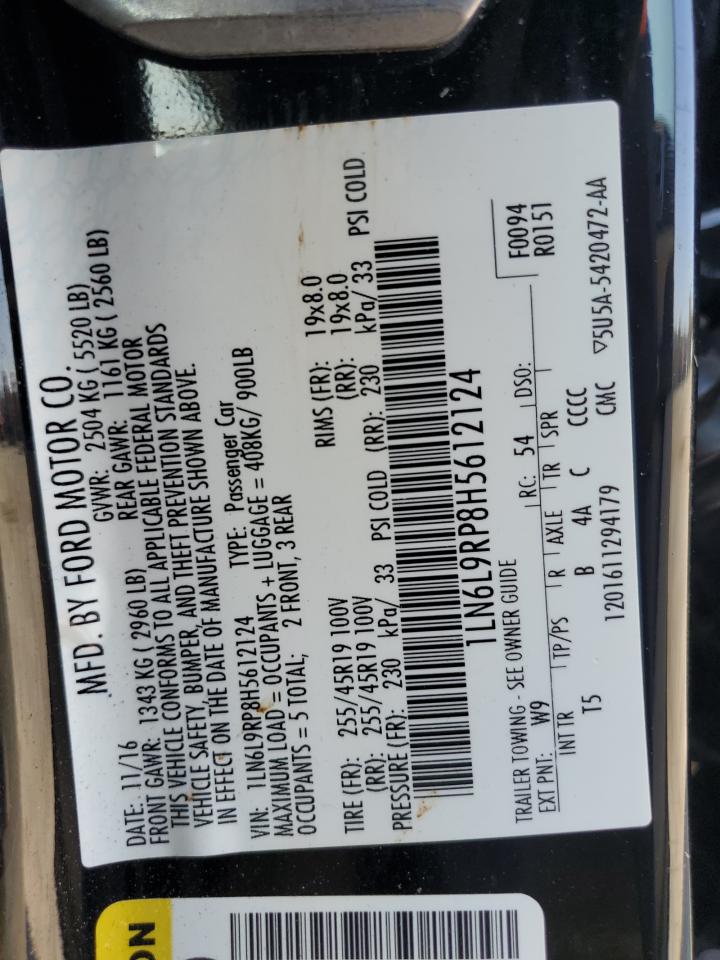 MFD. BY FORD MOTOR CO.
DATE: 11/16 GVWR: 2504 KG ( 5520 LB)
FRONT GAWR: 1343 KG ( 2960 LB) REAR GAWR: 1161 KG ( 2560 LB)
THIS VEHICLE CONFORMS TO ALL APPLICABLE FEDERAL MOTOR
VEHICLE SAFETY, BUMPER, AND THEFT PREVENTION STANDARDS
IN EFFECT ON THE DATE OF MANUFACTURE SHOWN ABOVE.
VIN: 1LN6L9RP8H5612124 TYPE: Passenger Car
MAXIMUM LOAD = OCCUPANTS + LUGGAGE = 408KG/ 900LB
OCCUPANTS = 5 TOTAL; 2 FRONT, 3 REAR
TIRE (FR): 255/45R19 100V RIMS (FR): 19x8.0
(RR): 255/45R19 100V (RR): 19x8.0
PRESSURE (FR): 230 kPa/ 33 PSI COLD (RR): 230 kPa/ 33 PSI COLD
1LN6L9RP8H5612124
TRAILER TOWING - SEE OWNER GUIDE F0094
EXT PNT: W9 RC: 54 DSO: R0151
INT TR TP/PS R AXLE TR SPR
T5 B 4A C CCCC
1201611294179 CMC ▽5U5A-5420472-AA
ON